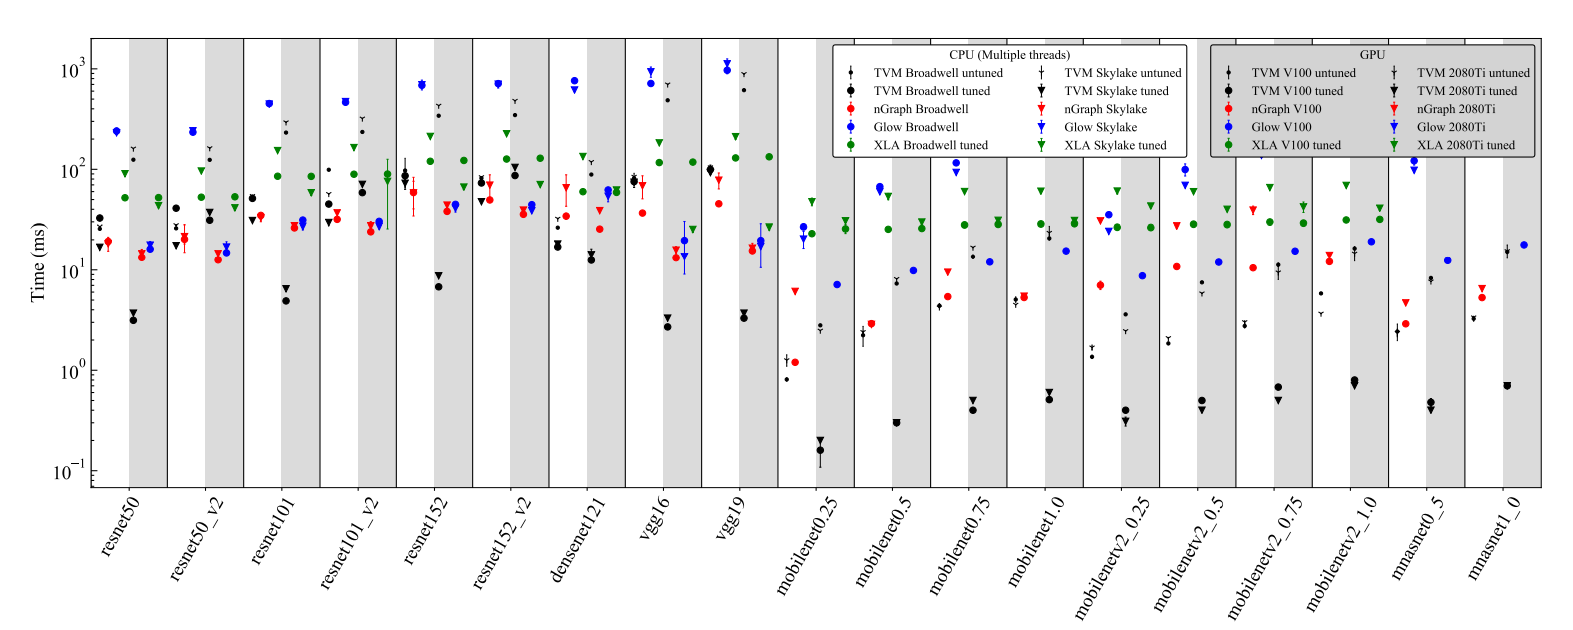 CPU (Multiple threads)
TVM Broadwell untuned
TVM Broadwell tuned
nGraph Broadwell
Glow Broadwell
XLA Broadwell tuned
TVM Skylake untuned
TVM Skylake tuned
nGraph Skylake
Glow Skylake
XLA Skylake tuned
GPU
TVM V100 untuned
TVM V100 tuned
nGraph V100
Glow V100
XLA V100 tuned
TVM 2080Ti untuned
TVM 2080Ti tuned
nGraph 2080Ti
Glow 2080Ti
XLA 2080Ti tuned
Time (ms)
10³
10²
10¹
10⁰
10⁻¹
resnet50
resnet50_v2
resnet101
resnet101_v2
resnet152
resnet152_v2
densenet121
vgg16
vgg19
mobilenet0.25
mobilenet0.5
mobilenet0.75
mobilenet1.0
mobilenetv2_0.25
mobilenetv2_0.5
mobilenetv2_0.75
mobilenetv2_1.0
mnasnet0_5
mnasnet1_0